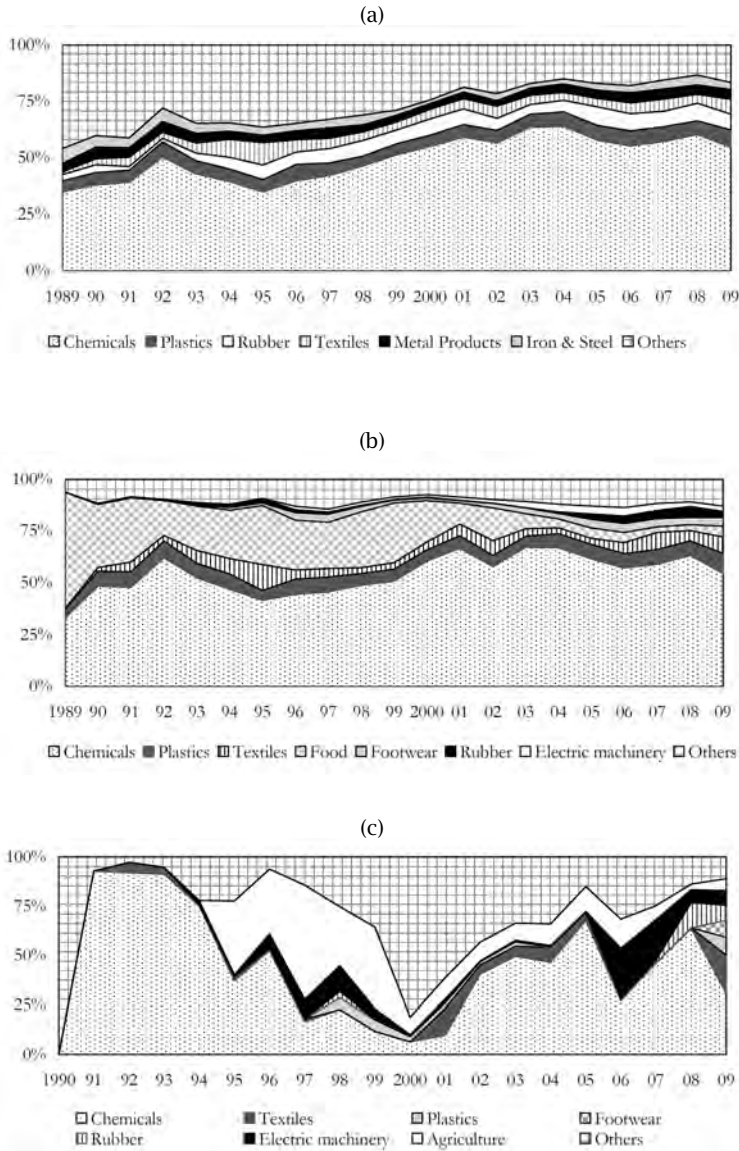 (a)
100%
75%
50%
25%
0%
1989 90 91 92 93 94 95 96 97 98 99 2000 01 02 03 04 05 06 07 08 09
Chemicals Plastics Rubber Textiles Metal Products Iron & Steel Others
(b)
100%
75%
50%
25%
0%
1989 90 91 92 93 94 95 96 97 98 99 2000 01 02 03 04 05 06 07 08 09
Chemicals Plastics Textiles Food Footwear Rubber Electric machinery Others
(c)
100%
75%
50%
25%
0%
1990 91 92 93 94 95 96 97 98 99 2000 01 02 03 04 05 06 07 08 09
Chemicals Textiles Plastics Footwear
Rubber Electric machinery Agriculture Others